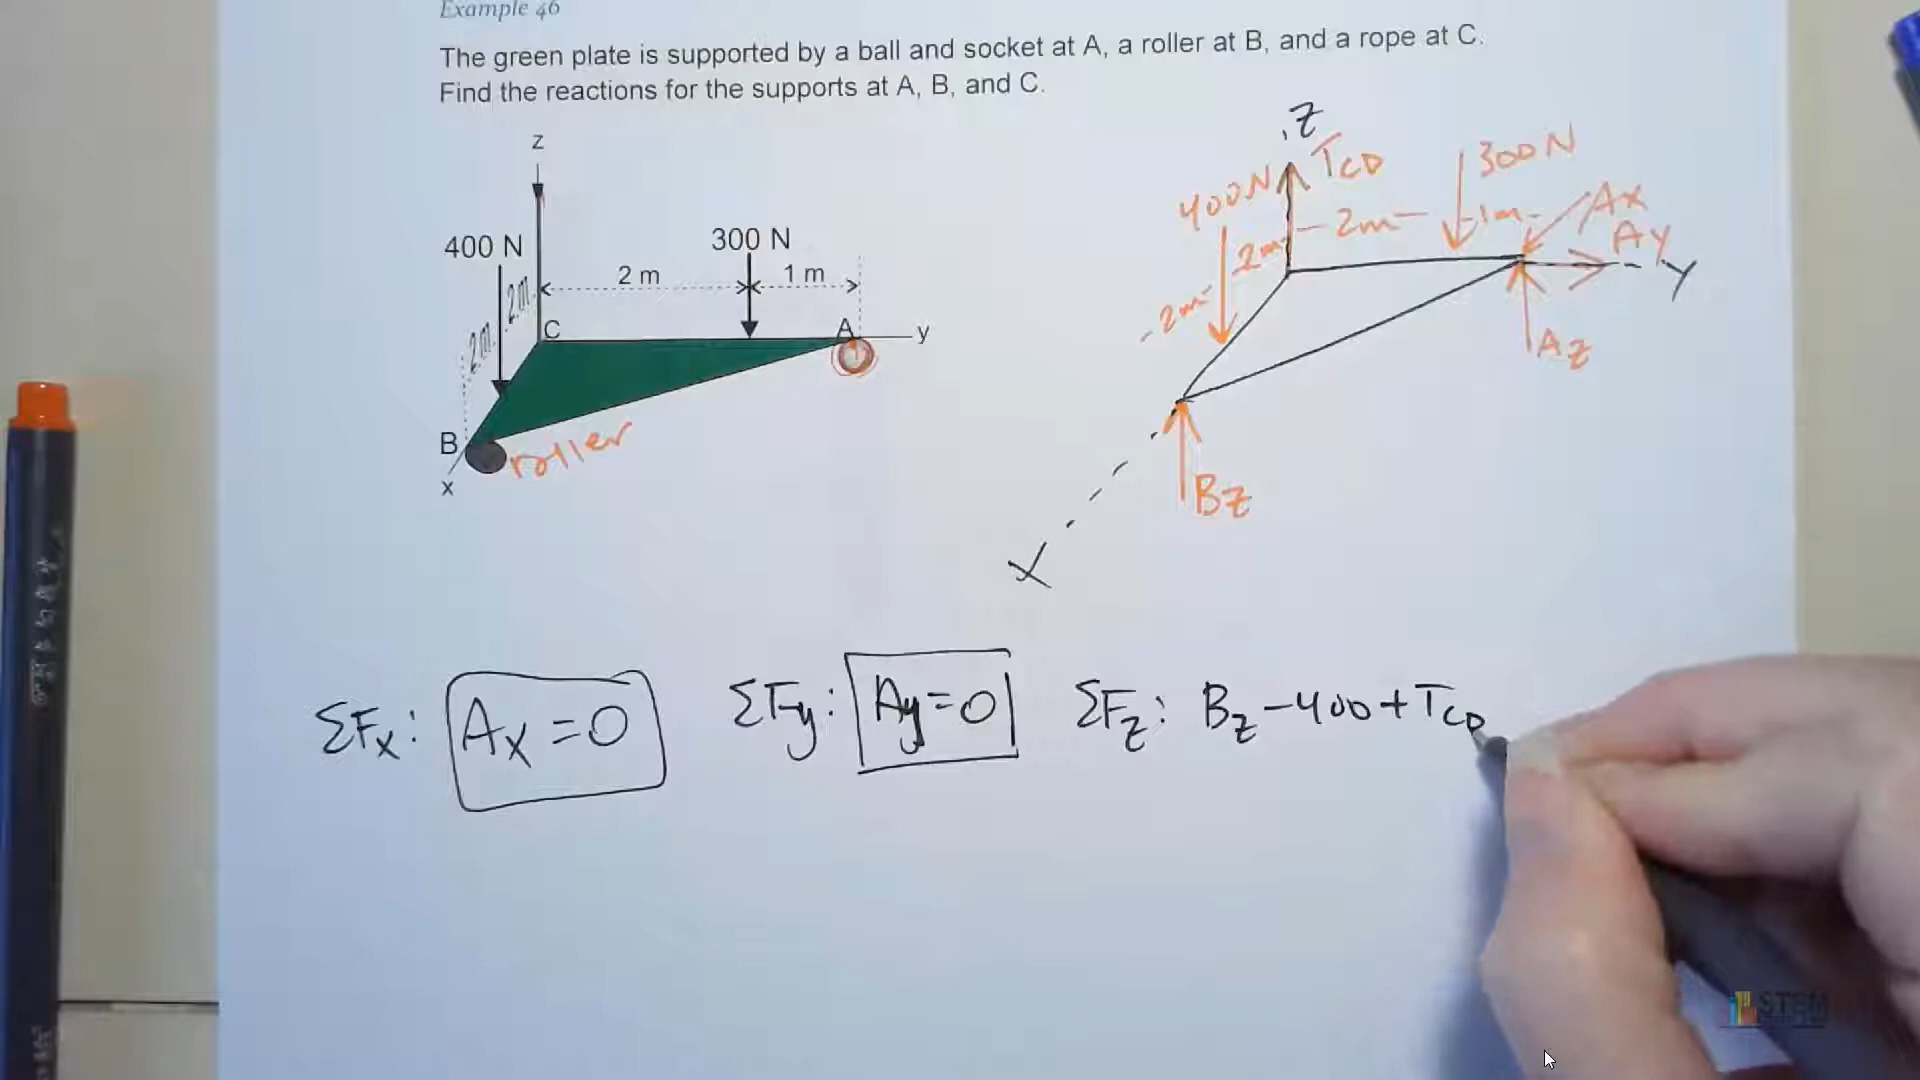 Example 46
The green plate is supported by a ball and socket at A, a roller at B, and a rope at C.
Find the reactions for the supports at A, B, and C.
z
400 N
300 N
2 m
1 m
2m.
2m.
C
A
y
B
x
roller
Z
TCD
300N
400N
2m
1m
Ax
Ay
Y
2m
2m
Az
Bz
X
ΣFx: Ax=0 ΣFy: Ay=0 ΣFz: Bz-400+TCD
STEM